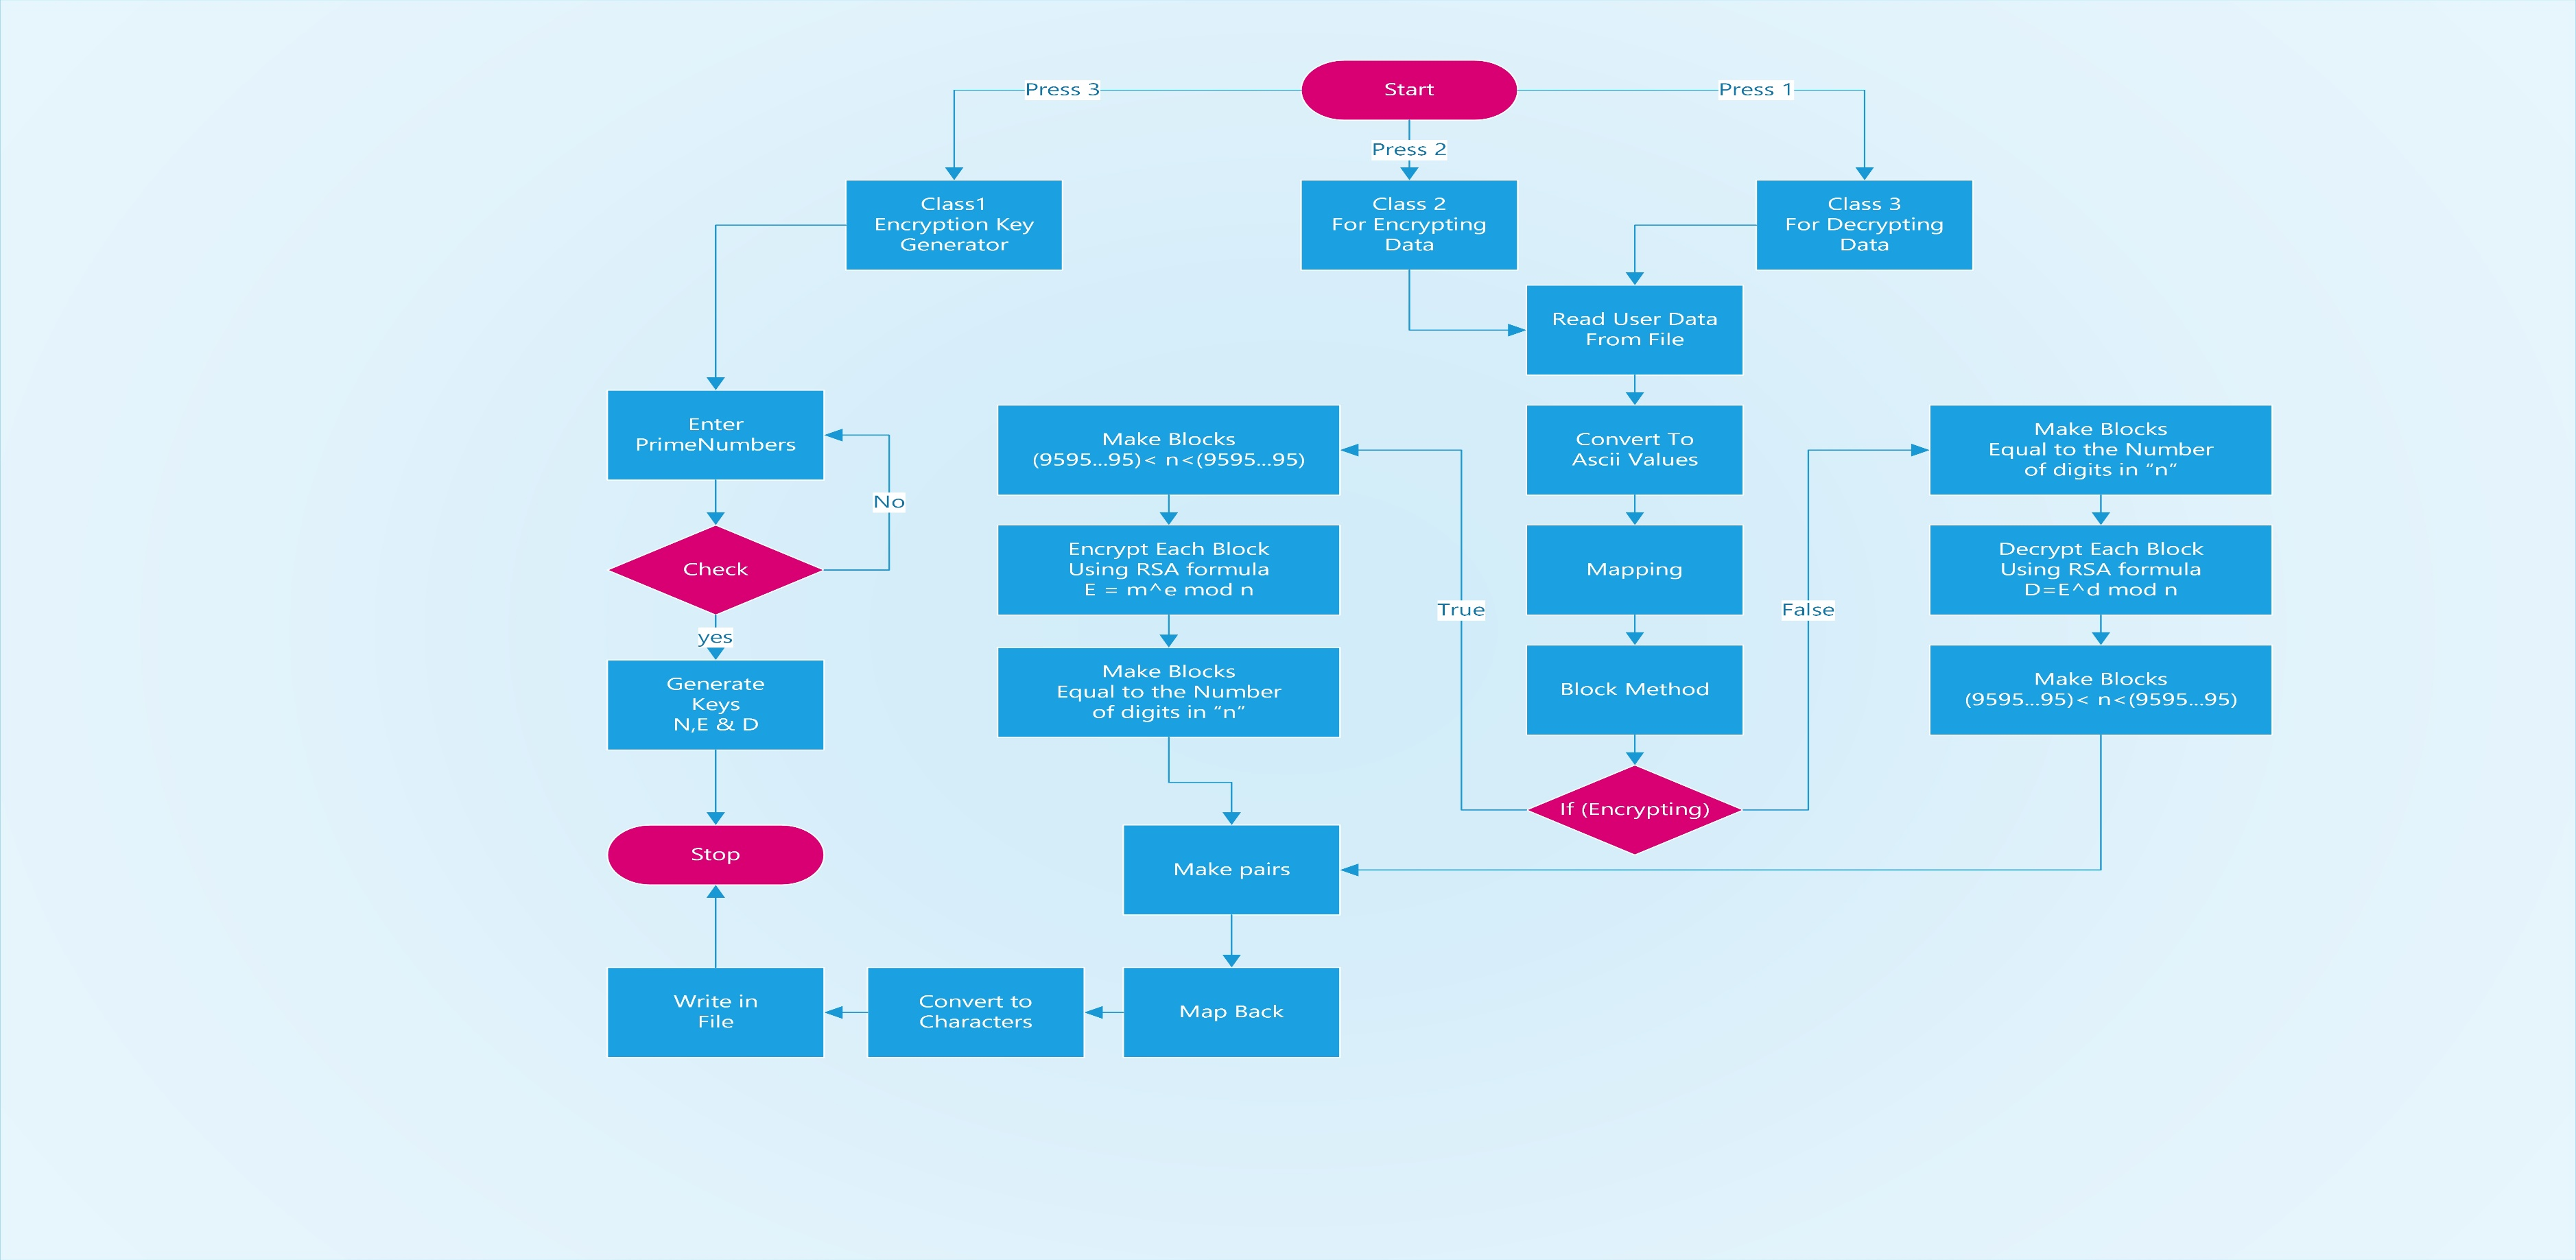 Start
Press 3
Press 1
Press 2
Class1
Encryption Key
Generator
Class 2
For Encrypting
Data
Class 3
For Decrypting
Data
Read User Data
From File
Enter
PrimeNumbers
No
Check
yes
Generate
Keys
N,E & D
Stop
Make Blocks
(9595...95)< n<(9595...95)
Encrypt Each Block
Using RSA formula
E = m^e mod n
Make Blocks
Equal to the Number
of digits in “n”
True
Convert To
Ascii Values
Mapping
Block Method
If (Encrypting)
False
Make Blocks
Equal to the Number
of digits in “n”
Decrypt Each Block
Using RSA formula
D=E^d mod n
Make Blocks
(9595...95)< n<(9595...95)
Make pairs
Map Back
Convert to
Characters
Write in
File